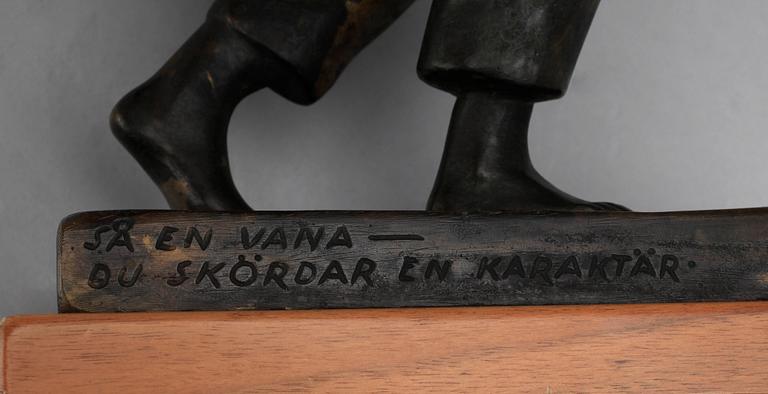 SÅ EN VANA —
DU SKÖRDAR EN KARAKTÄR.